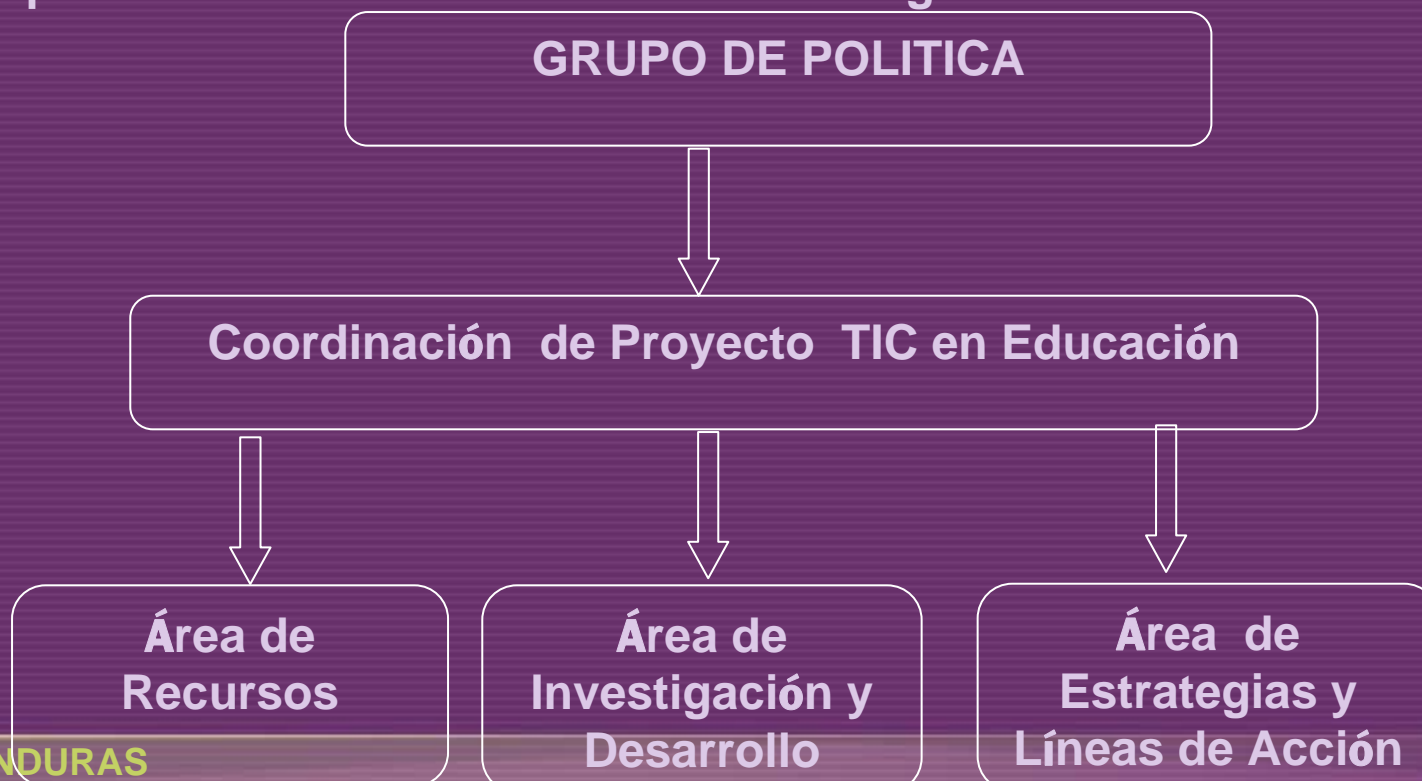 GRUPO DE POLITICA
Coordinación de Proyecto TIC en Educación
Área de
Recursos
Área de
Investigación y
Desarrollo
Área de
Estrategias y
Líneas de Acción
NDURAS